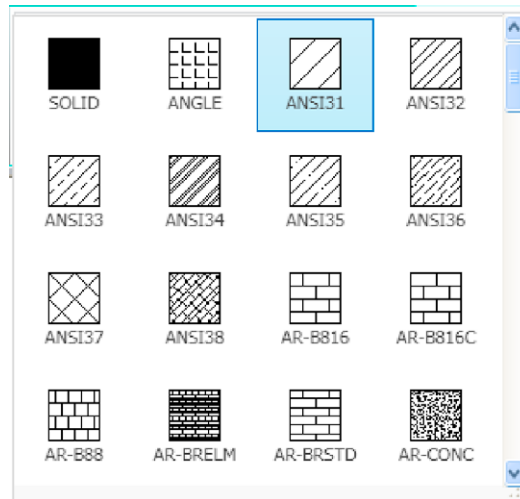 SOLID ANGLE ANSI31 ANSI32
ANSI33 ANSI34 ANSI35 ANSI36
ANSI37 ANSI38 AR-B816 AR-B816C
AR-B88 AR-BRELM AR-BRSTD AR-CONC